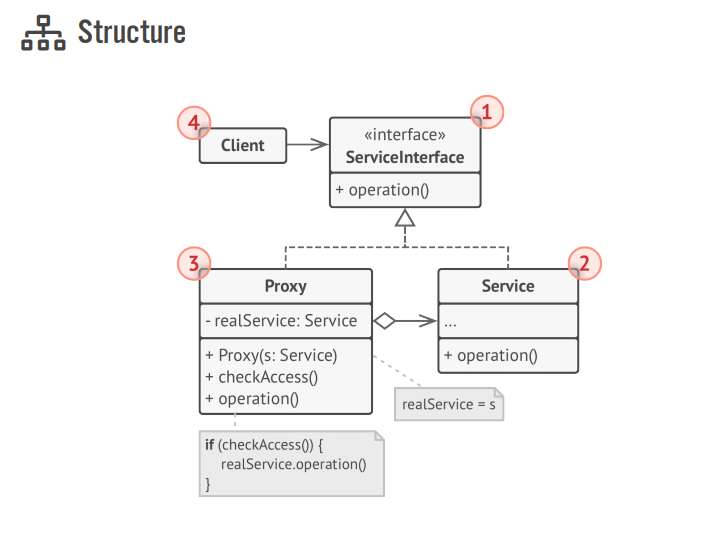 Structure
4
Client
1
«interface»
ServiceInterface
+ operation()
3
Proxy
- realService: Service
+ Proxy(s: Service)
+ checkAccess()
+ operation()
2
Service
...
+ operation()
realService = s
if (checkAccess()) {
realService.operation()
}